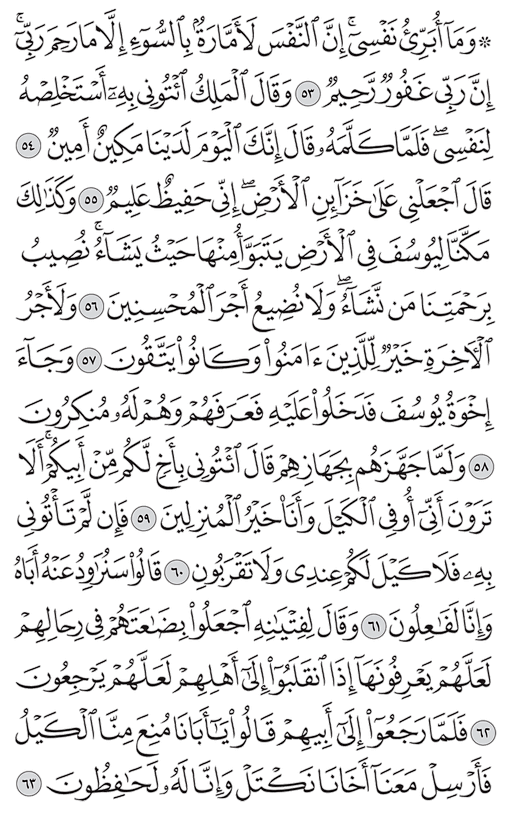 ۞ وَمَآ أُبَرِّئُ نَفْسِىٓۚ إِنَّ ٱلنَّفْسَ لَأَمَّارَةُۢ بِٱلسُّوٓءِ إِلَّا مَا رَحِمَ رَبِّىٓۚ
إِنَّ رَبِّى غَفُورٌ رَّحِيمٌ ٥٣ وَقَالَ ٱلْمَلِكُ ٱئْتُونِى بِهِۦٓ أَسْتَخْلِصْهُ
لِنَفْسِىۖ فَلَمَّا كَلَّمَهُۥ قَالَ إِنَّكَ ٱلْيَوْمَ لَدَيْنَا مَكِينٌ أَمِينٌ ٥٤
قَالَ ٱجْعَلْنِى عَلَىٰ خَزَآئِنِ ٱلْأَرْضِۖ إِنِّى حَفِيظٌ عَلِيمٌ ٥٥ وَكَذَٰلِكَ
مَكَّنَّا لِيُوسُفَ فِى ٱلْأَرْضِ يَتَبَوَّأُ مِنْهَا حَيْثُ يَشَآءُۚ نُصِيبُ
بِرَحْمَتِنَا مَن نَّشَآءُۖ وَلَا نُضِيعُ أَجْرَ ٱلْمُحْسِنِينَ ٥٦ وَلَأَجْرُ
ٱلْءَاخِرَةِ خَيْرٌ لِّلَّذِينَ ءَامَنُوا۟ وَكَانُوا۟ يَتَّقُونَ ٥٧ وَجَآءَ
إِخْوَةُ يُوسُفَ فَدَخَلُوا۟ عَلَيْهِ فَعَرَفَهُمْ وَهُمْ لَهُۥ مُنكِرُونَ
٥٨ وَلَمَّا جَهَّزَهُم بِجَهَازِهِمْ قَالَ ٱئْتُونِى بِأَخٍ لَّكُم مِّنْ أَبِيكُمْۚ أَلَا
تَرَوْنَ أَنِّىٓ أُوفِى ٱلْكَيْلَ وَأَنَا۠ خَيْرُ ٱلْمُنزِلِينَ ٥٩ فَإِن لَّمْ تَأْتُونِى
بِهِۦ فَلَا كَيْلَ لَكُمْ عِندِى وَلَا تَقْرَبُونِ ٦٠ قَالُوا۟ سَنُرَٰوِدُ عَنْهُ أَبَاهُ
وَإِنَّا لَفَٰعِلُونَ ٦١ وَقَالَ لِفِتْيَٰنِهِ ٱجْعَلُوا۟ بِضَٰعَتَهُمْ فِى رِحَالِهِمْ
لَعَلَّهُمْ يَعْرِفُونَهَآ إِذَا ٱنقَلَبُوٓا۟ إِلَىٰٓ أَهْلِهِمْ لَعَلَّهُمْ يَرْجِعُونَ
٦٢ فَلَمَّا رَجَعُوٓا۟ إِلَىٰٓ أَبِيهِمْ قَالُوا۟ يَٰٓأَبَانَا مُنِعَ مِنَّا ٱلْكَيْلُ
فَأَرْسِلْ مَعَنَآ أَخَانَا نَكْتَلْ وَإِنَّا لَهُۥ لَحَٰفِظُونَ ٦٣